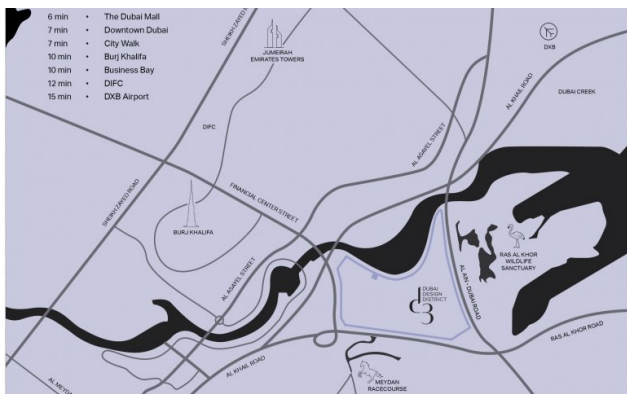 6 min • The Dubai Mall
7 min • Downtown Dubai
7 min • City Walk
10 min • Burj Khalifa
10 min • Business Bay
12 min • DIFC
15 min • DXB Airport
SHEIKH ZAYED ROAD
JUMEIRAH
EMIRATES TOWERS
DXB
AL KHAIL ROAD
DUBAI CREEK
DIFC
AL ASAYEL STREET
SHEIKH ZAYED ROAD
FINANCIAL CENTER STREET
BURJ KHALIFA
RAS AL KHOR
WILDLIFE
SANCTUARY
AL ASAYEL STREET
DUBAI
DESIGN
DISTRICT
d3
AL AIN - DUBAI ROAD
RAS AL KHOR ROAD
AL KHAIL ROAD
MEYDAN
RACECOURSE
AL MEYD